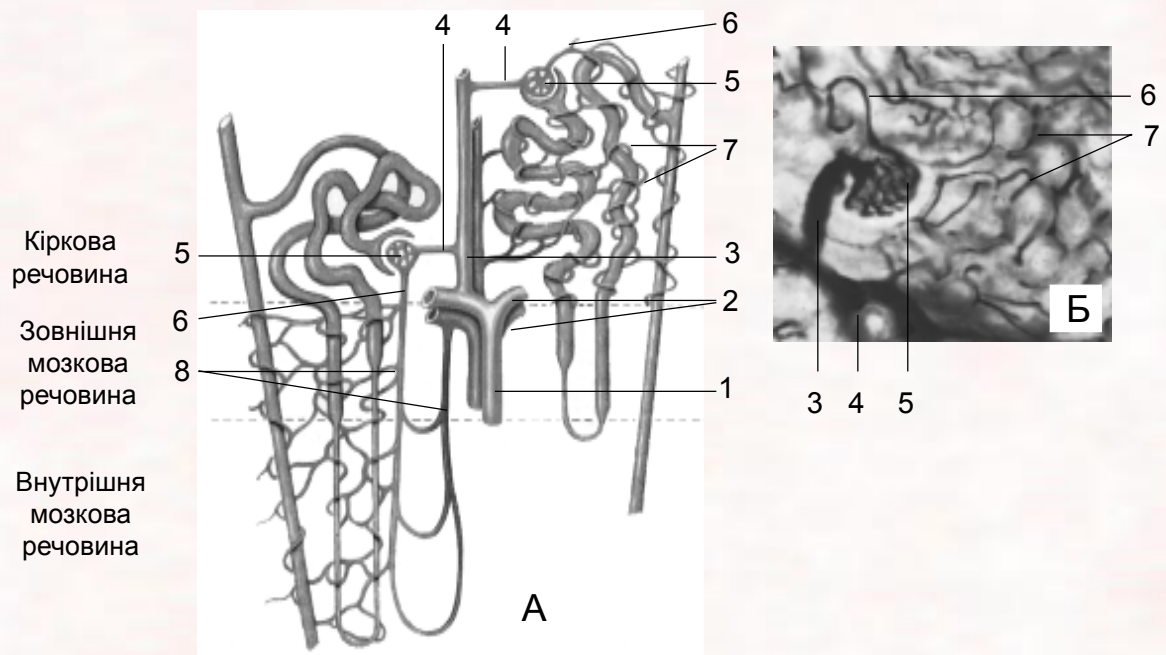 4 4 6
5
6
7
7
4
Кіркова
речовина
5
3
2
6
Б
Зовнішня
мозкова
речовина
8
1
3 4 5
Внутрішня
мозкова
речовина
А